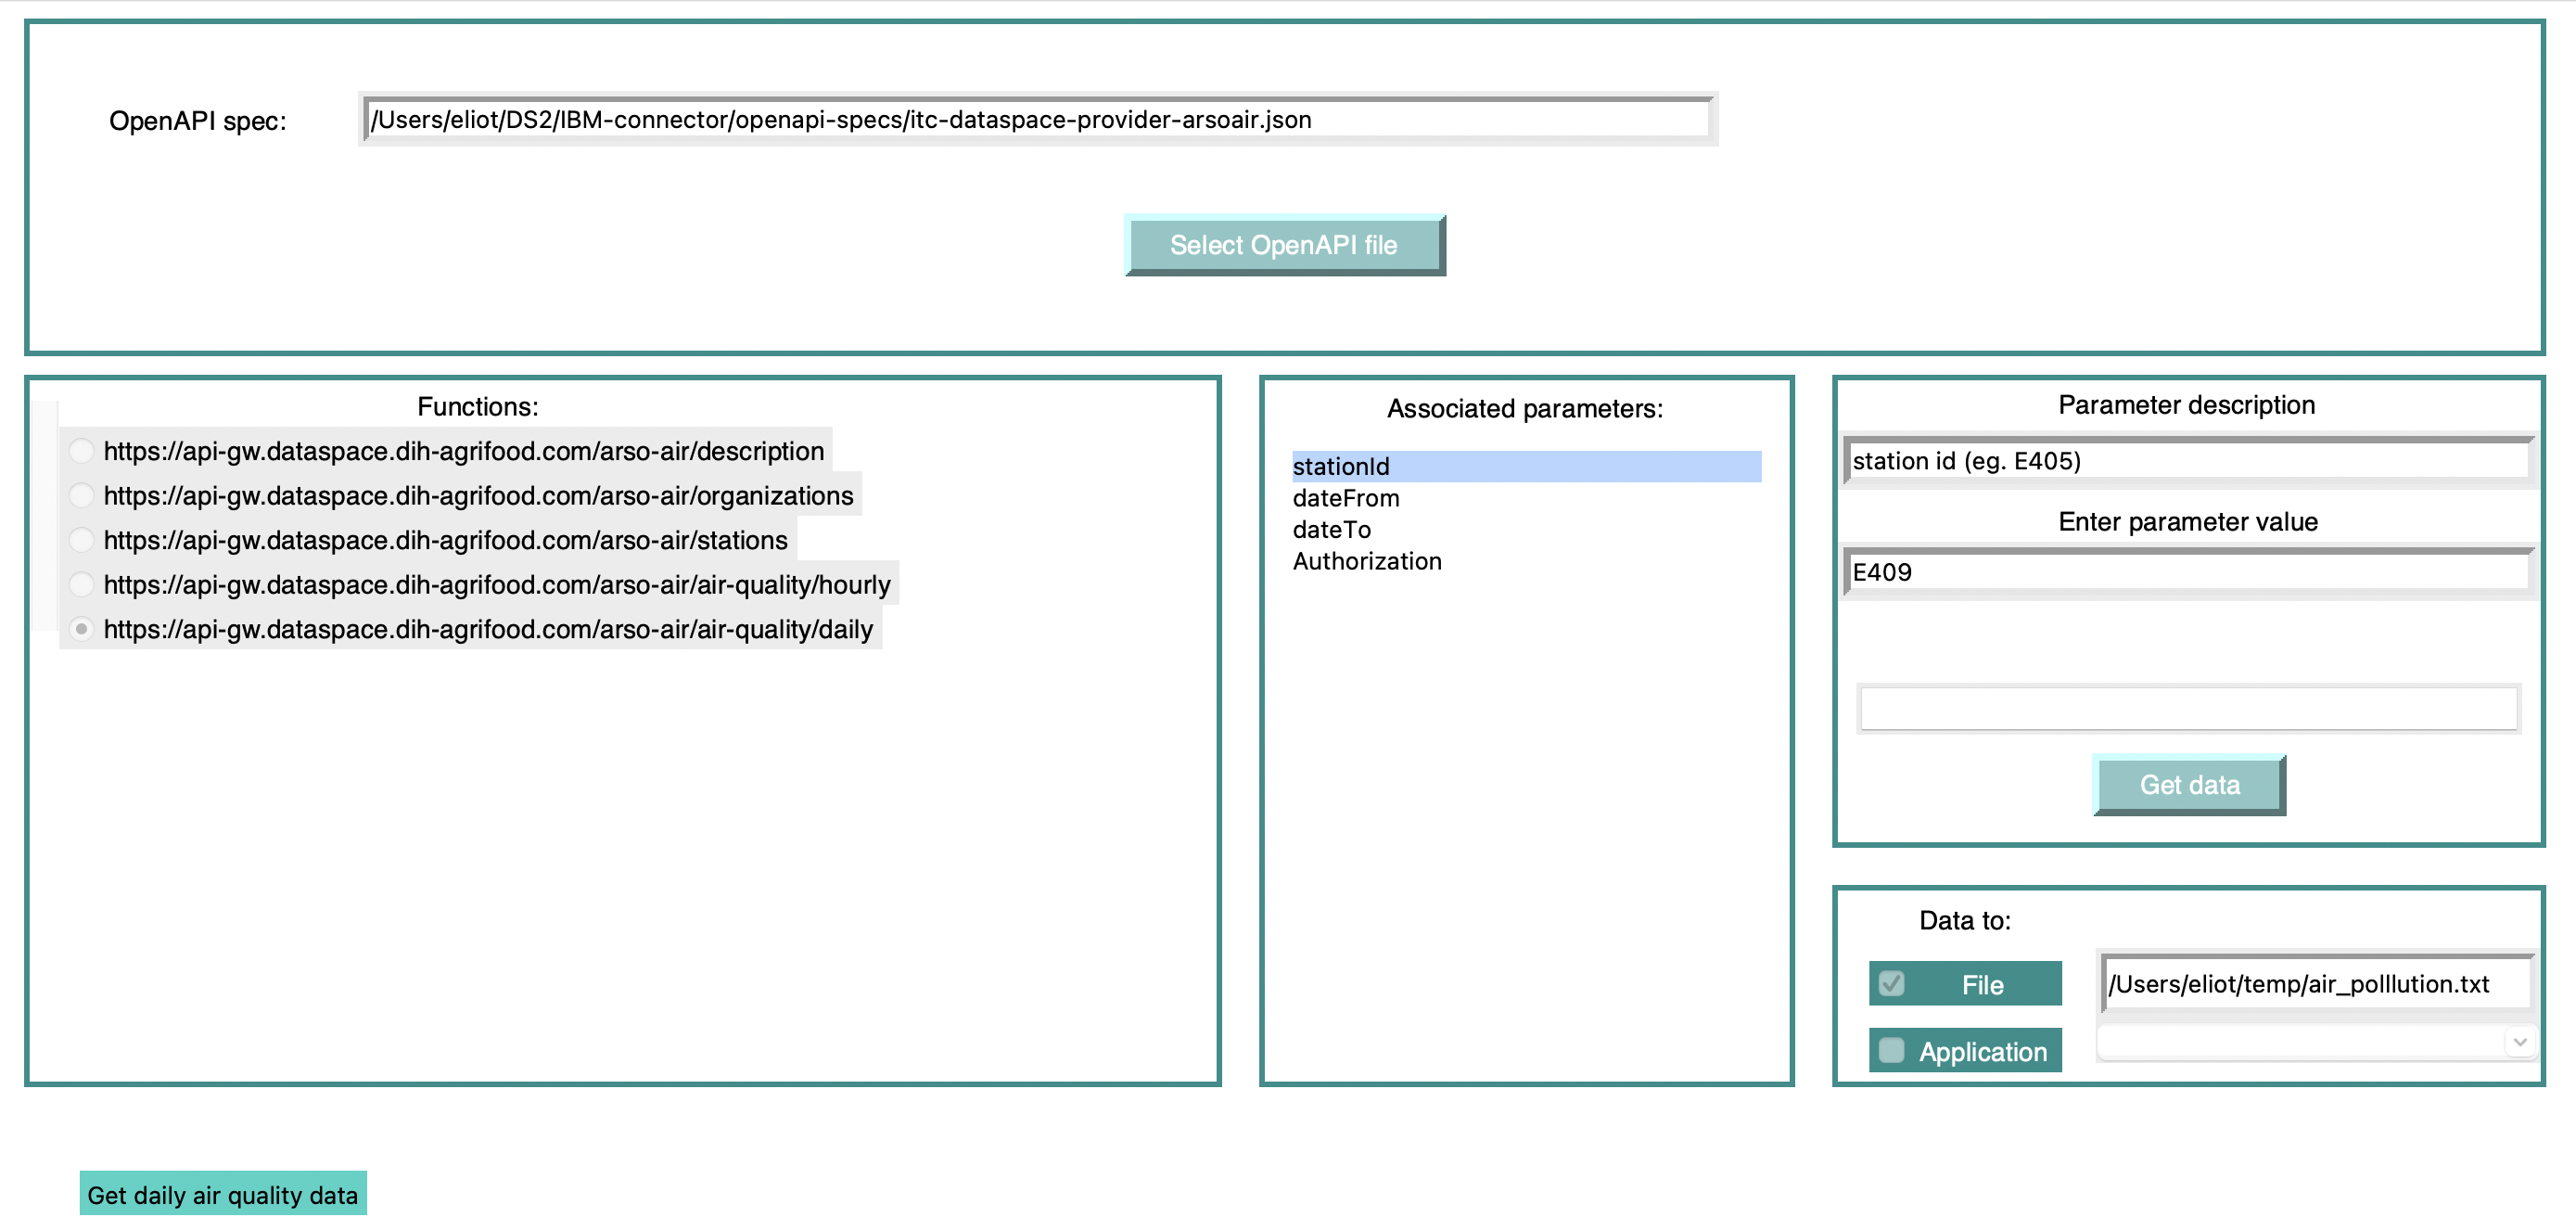 OpenAPI spec:
/Users/eliot/DS2/IBM-connector/openapi-specs/itc-dataspace-provider-arsoair.json
Select OpenAPI file
Functions:
https://api-gw.dataspace.dih-agrifood.com/arso-air/description
https://api-gw.dataspace.dih-agrifood.com/arso-air/organizations
https://api-gw.dataspace.dih-agrifood.com/arso-air/stations
https://api-gw.dataspace.dih-agrifood.com/arso-air/air-quality/hourly
https://api-gw.dataspace.dih-agrifood.com/arso-air/air-quality/daily
Associated parameters:
stationId
dateFrom
dateTo
Authorization
Parameter description
station id (eg. E405)
Enter parameter value
E409
Get data
Data to:
File
/Users/eliot/temp/air_polllution.txt
Application
Get daily air quality data